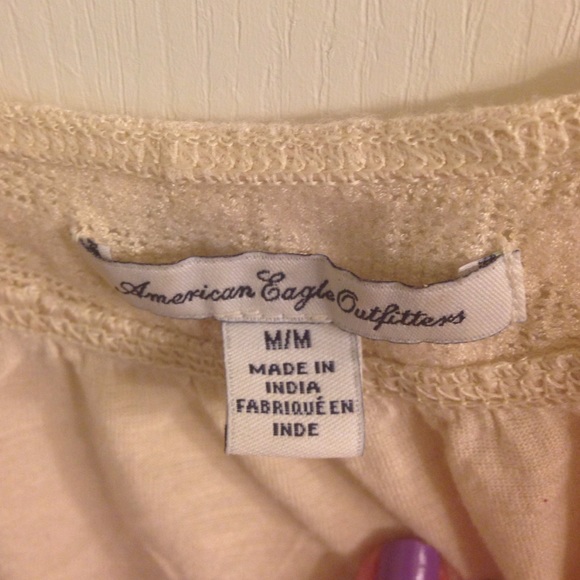 American Eagle Outfitters
M/M
MADE IN
INDIA
FABRIQUÉ EN
INDE